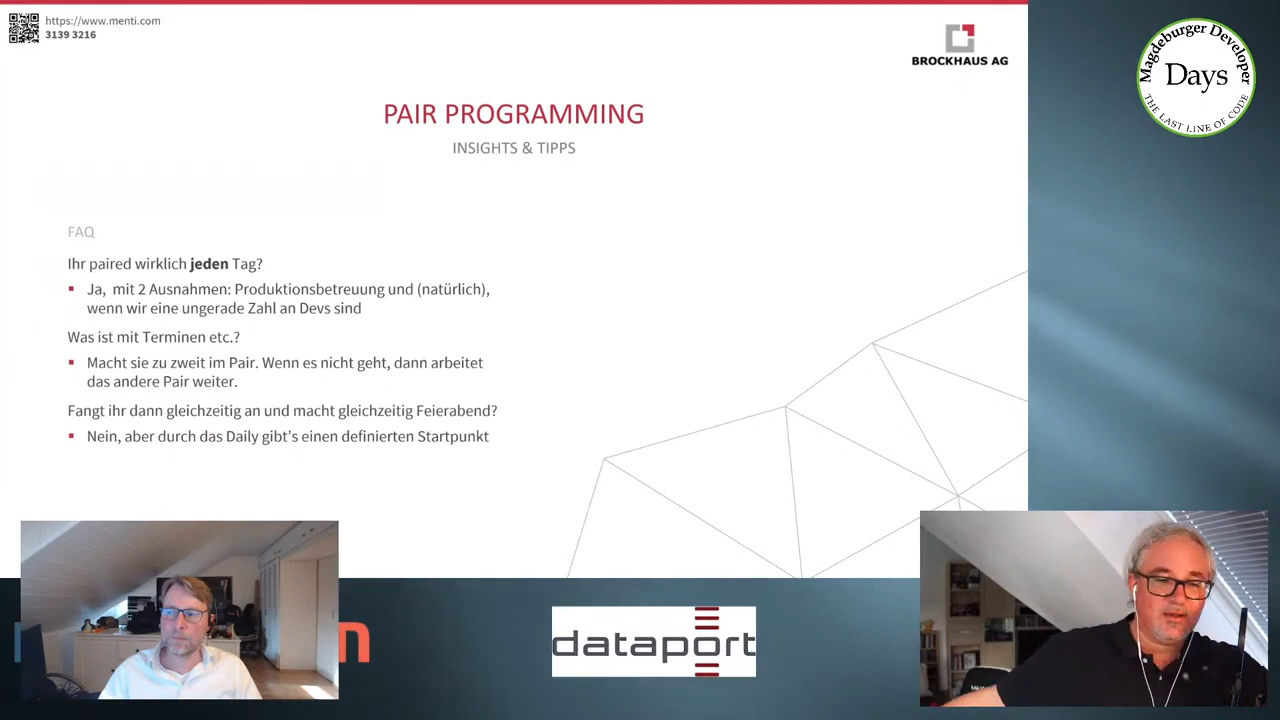 https://www.menti.com
3139 3216
BROCKHAUS AG
Magdeburger Developer
Days
THE LAST LINE OF CODE
PAIR PROGRAMMING
INSIGHTS & TIPPS
FAQ
Ihr paired wirklich jeden Tag?
Ja, mit 2 Ausnahmen: Produktionsbetreuung und (natürlich),
wenn wir eine ungerade Zahl an Devs sind
Was ist mit Terminen etc.?
Macht sie zu zweit im Pair. Wenn es nicht geht, dann arbeitet
das andere Pair weiter.
Fangt ihr dann gleichzeitig an und macht gleichzeitig Feierabend?
Nein, aber durch das Daily gibt's einen definierten Startpunkt
dataport